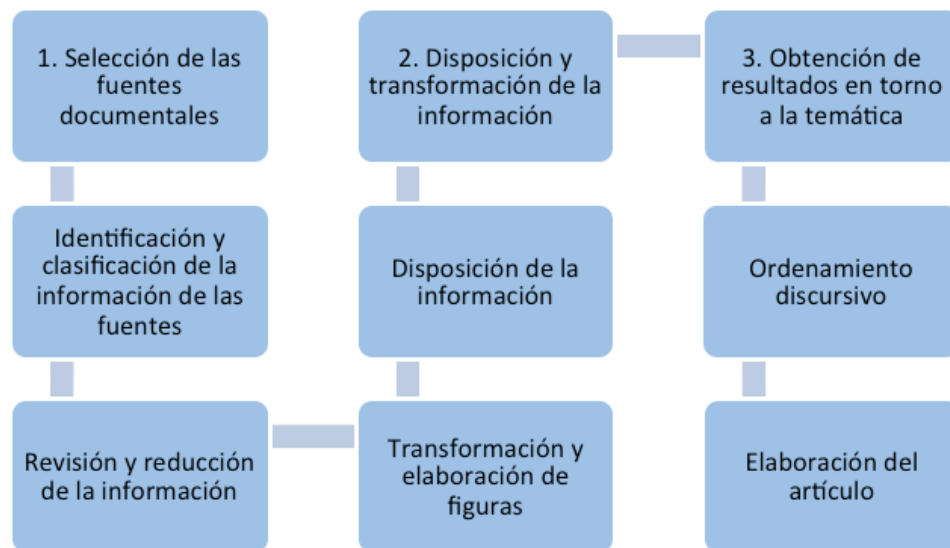 1. Selección de las
fuentes
documentales
Identificación y
clasificación de la
información de las
fuentes
Revisión y reducción
de la información
2. Disposición y
transformación de la
información
Disposición de la
información
Transformación y
elaboración de
figuras
3. Obtención de
resultados en torno
a la temática
Ordenamiento
discursivo
Elaboración del
artículo